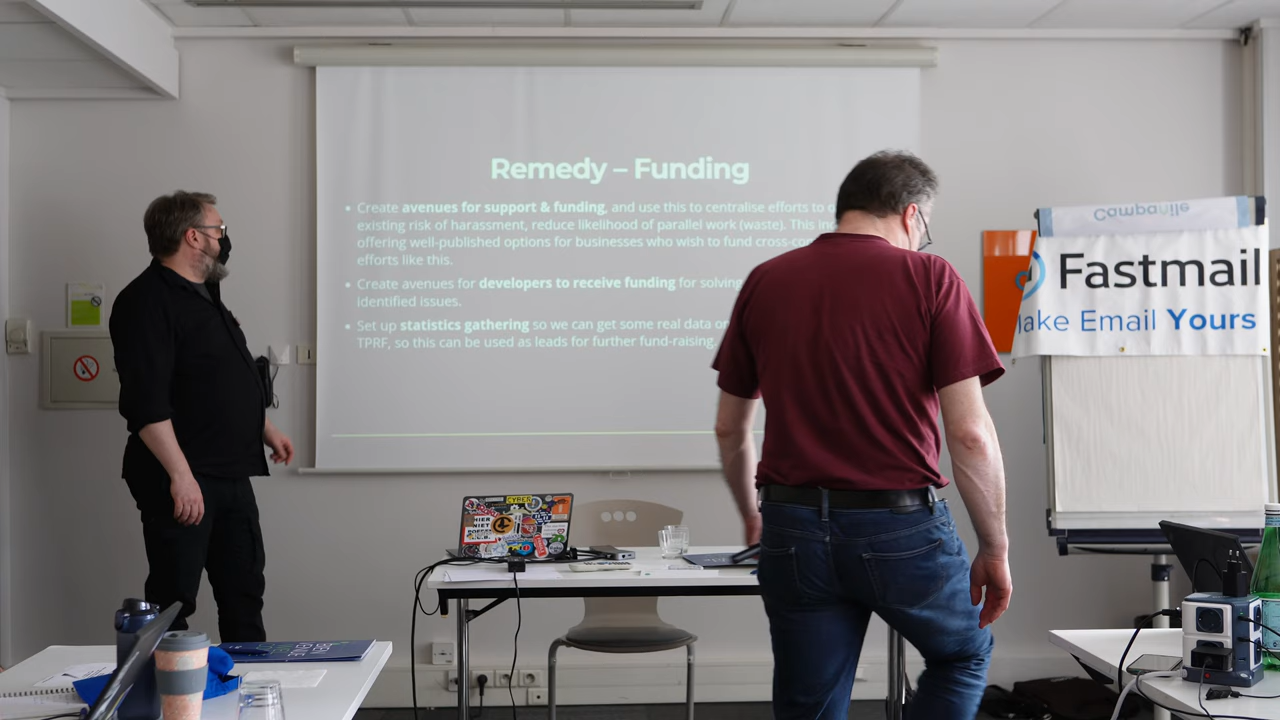 Remedy – Funding
• Create avenues for support & funding, and use this to centralise efforts to
existing risk of harassment, reduce likelihood of parallel work (waste). This
offering well-published options for businesses who wish to fund
efforts like this.
• Create avenues for developers to receive funding for solving
identified issues.
• Set up statistics gathering so we can get some real data
TPRF, so this can be used as leads for further fund-raising.
Campanile
Fastmail
ake Email Yours
CYBER
HIER
NIET